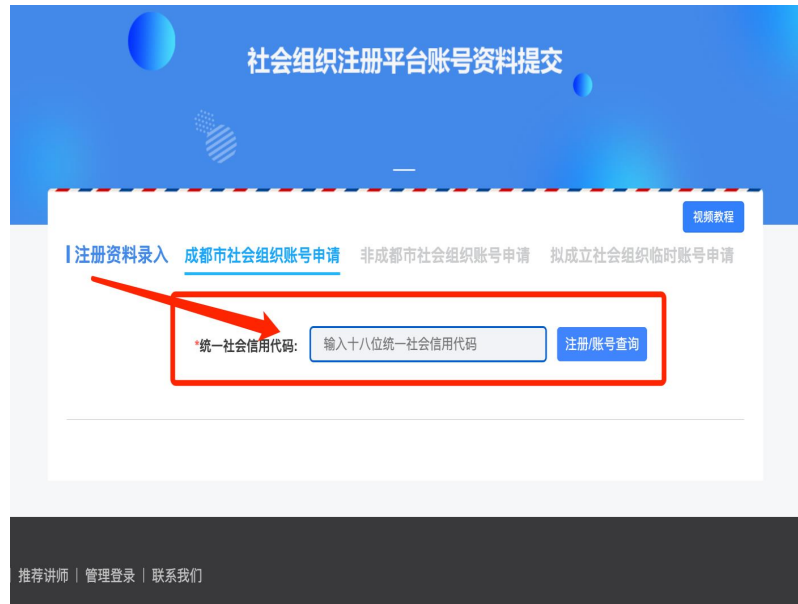 社会组织注册平台账号资料提交
视频教程
注册资料录入 成都市社会组织账号申请 非成都市社会组织账号申请 拟成立社会组织临时账号申请
*统一社会信用代码: 输入十八位统一社会信用代码 注册/账号查询
| 推荐讲师 | 管理登录 | 联系我们